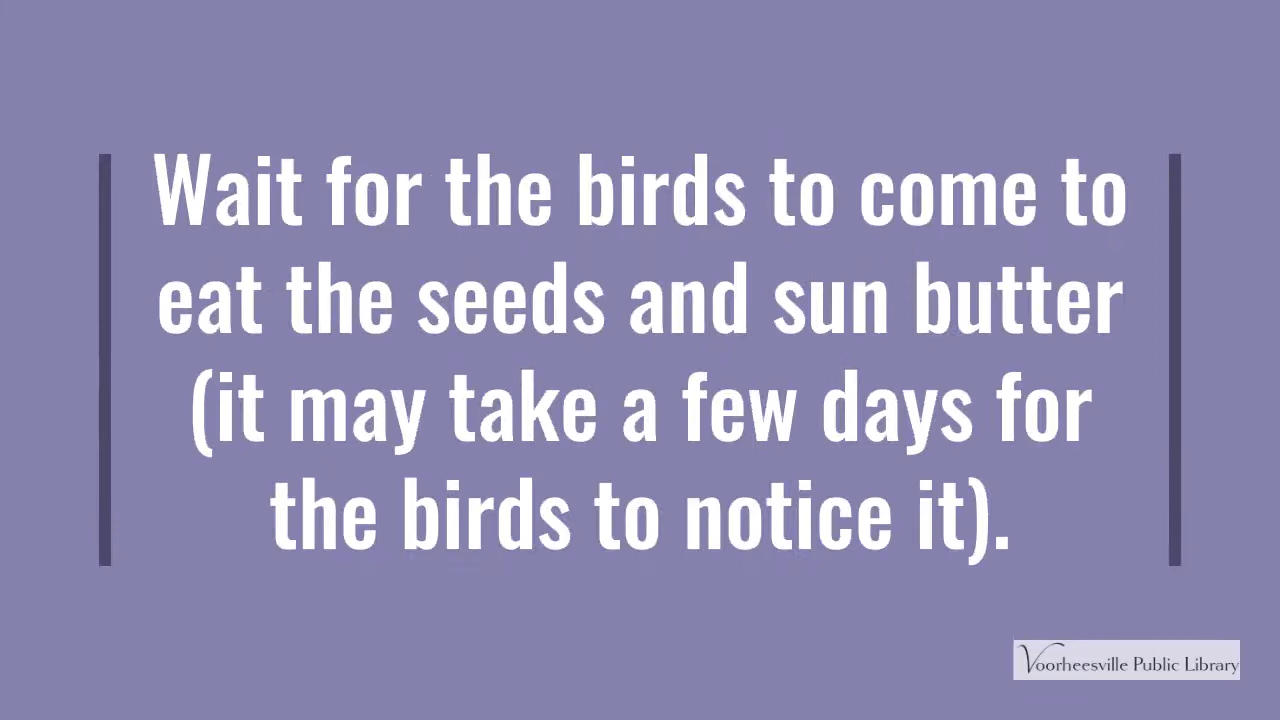 Wait for the birds to come to
eat the seeds and sun butter
(it may take a few days for
the birds to notice it).
Voorheesville Public Library